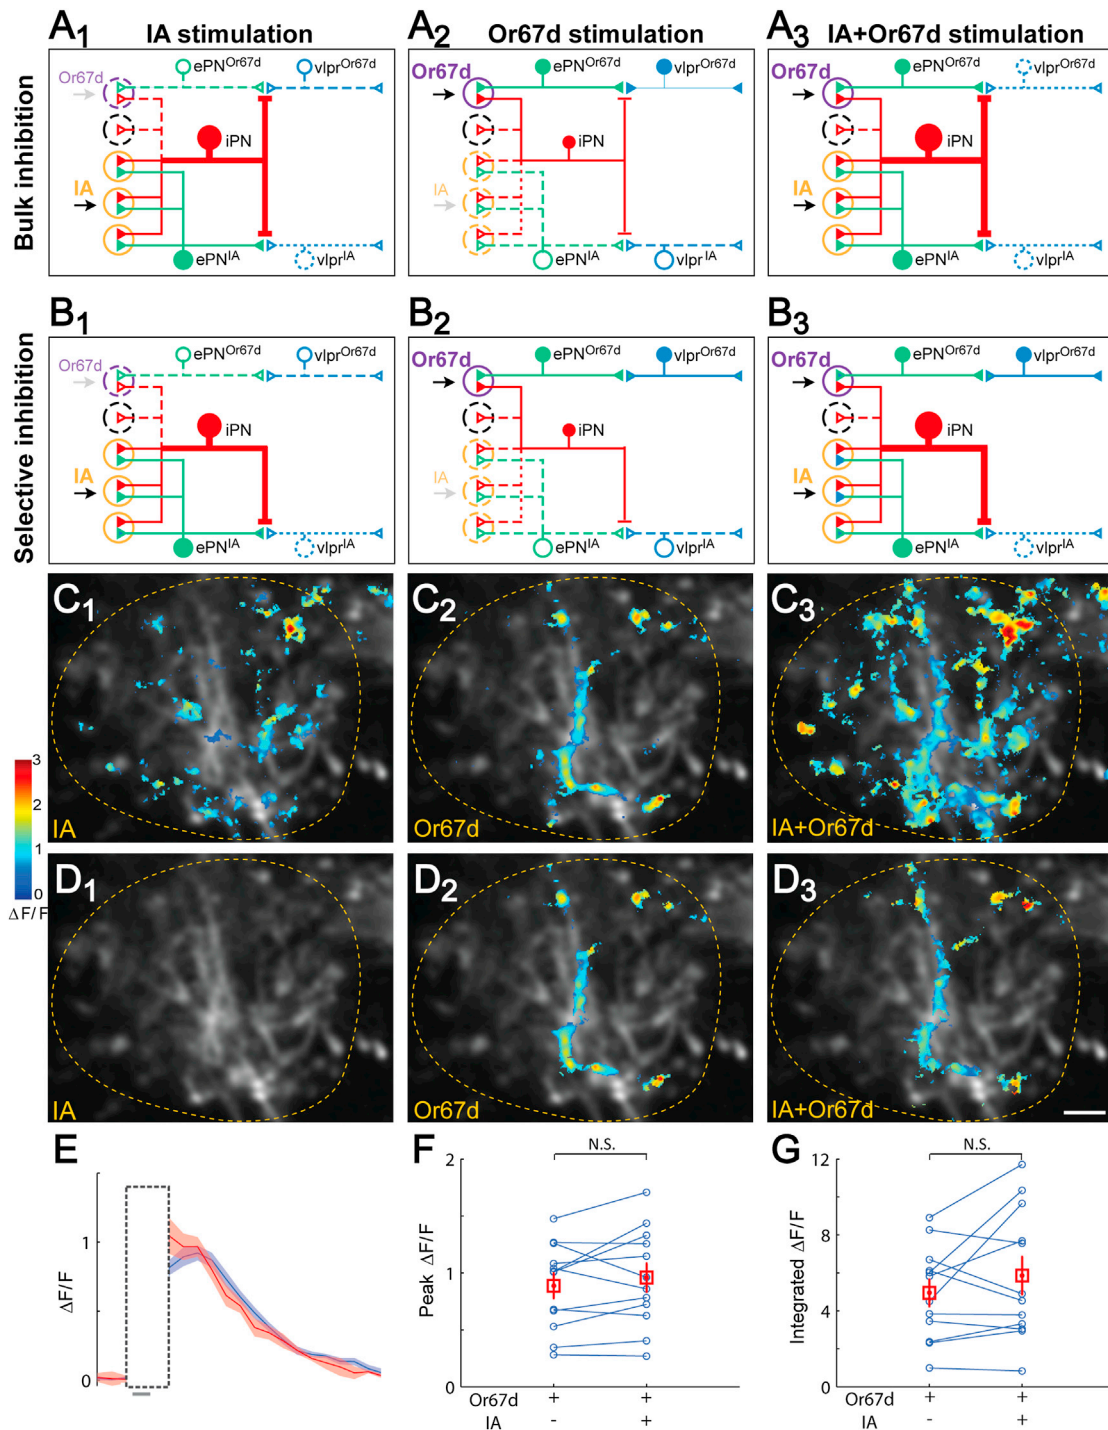 A1 IA stimulation
A2 Or67d stimulation
A3 IA+Or67d stimulation
Bulk inhibition
Or67d
ePNOr67d
vlprOr67d
iPN
IA
ePNIA
vlprIA
Or67d
ePNOr67d
vlprOr67d
iPN
IA
ePNIA
vlprIA
Or67d
ePNOr67d
vlprOr67d
iPN
IA
ePNIA
vlprIA
B1
B2
B3
Selective inhibition
Or67d
ePNOr67d
vlprOr67d
iPN
IA
ePNIA
vlprIA
Or67d
ePNOr67d
vlprOr67d
iPN
IA
ePNIA
vlprIA
Or67d
ePNOr67d
vlprOr67d
iPN
IA
ePNIA
vlprIA
C1
IA
C2
Or67d
C3
IA+Or67d
3
2
1
0
ΔF/F
D1
IA
D2
Or67d
D3
IA+Or67d
E
ΔF/F
1
0
F
N.S.
Peak ΔF/F
2
1
0
Or67d + +
IA - +
G
N.S.
Integrated ΔF/F
12
8
4
0
+ +
- +